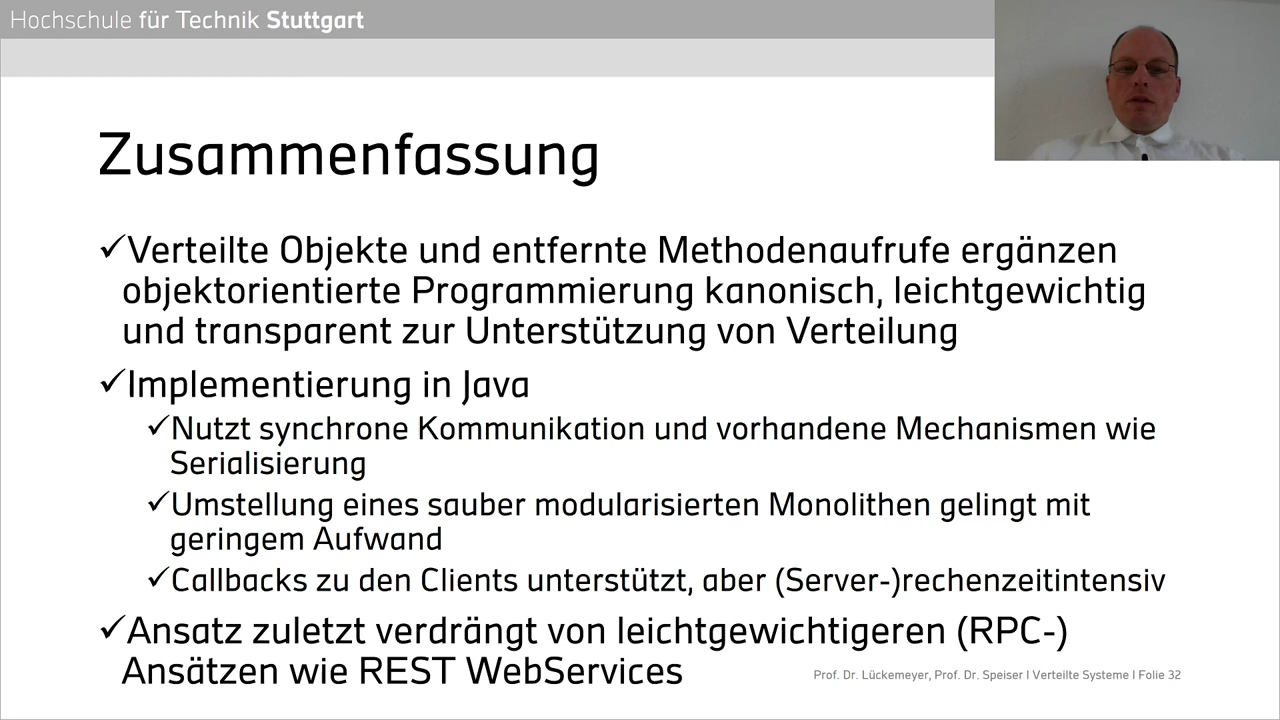 Hochschule für Technik Stuttgart
Zusammenfassung
✓Verteilte Objekte und entfernte Methodenaufrufe ergänzen
objektorientierte Programmierung kanonisch, leichtgewichtig
und transparent zur Unterstützung von Verteilung
✓Implementierung in Java
✓Nutzt synchrone Kommunikation und vorhandene Mechanismen wie
Serialisierung
✓Umstellung eines sauber modularisierten Monolithen gelingt mit
geringem Aufwand
✓Callbacks zu den Clients unterstützt, aber (Server-)rechenzeitintensiv
✓Ansatz zuletzt verdrängt von leichtgewichtigeren (RPC-)
Ansätzen wie REST WebServices
Prof. Dr. Lückemeyer, Prof. Dr. Speiser I Verteilte Systeme I Folie 32